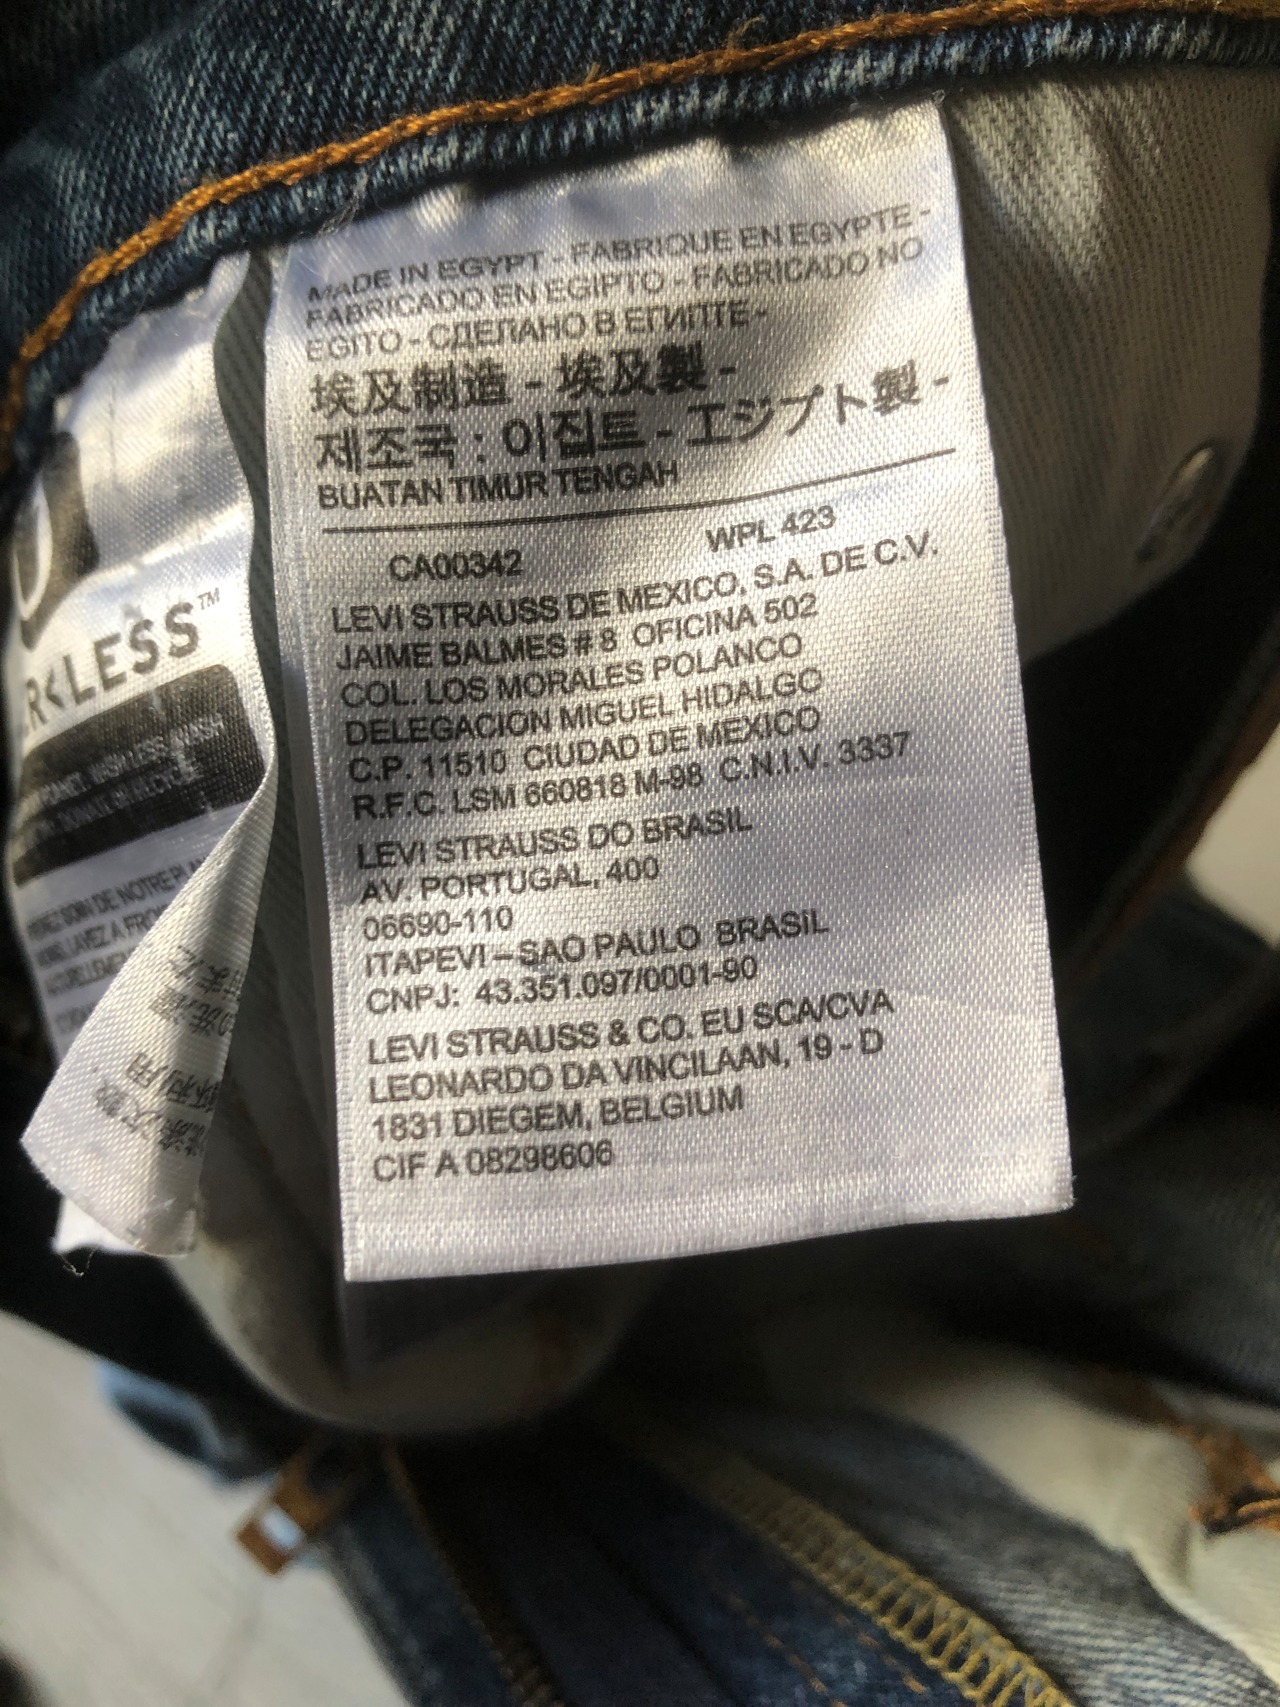 MADE IN EGYPT - FABRIQUE EN EGYPTE -
FABRICADO EN EGIPTO - FABRICADO NO
EGITO - СДЕЛАНО В ЕГИПТЕ -
埃及制造 - 埃及製 -
제조국 : 이집트 - エジプト製 -
BUATAN TIMUR TENGAH
CA00342 WPL 423
LEVI STRAUSS DE MEXICO, S.A. DE C.V.
JAIME BALMES # 8 OFICINA 502
COL. LOS MORALES POLANCO
DELEGACION MIGUEL HIDALGO
C.P. 11510 CIUDAD DE MEXICO
R.F.C. LSM 660818 M-98 C.N.I.V. 3337
LEVI STRAUSS DO BRASIL
AV. PORTUGAL, 400
06690-110
ITAPEVI – SAO PAULO BRASIL
CNPJ: 43.351.097/0001-90
LEVI STRAUSS & CO. EU SCA/CVA
LEONARDO DA VINCILAAN, 19 - D
1831 DIEGEM, BELGIUM
CIF A 08298606
R<LESS™
SOIN DE NOTRE
LAVEZ A